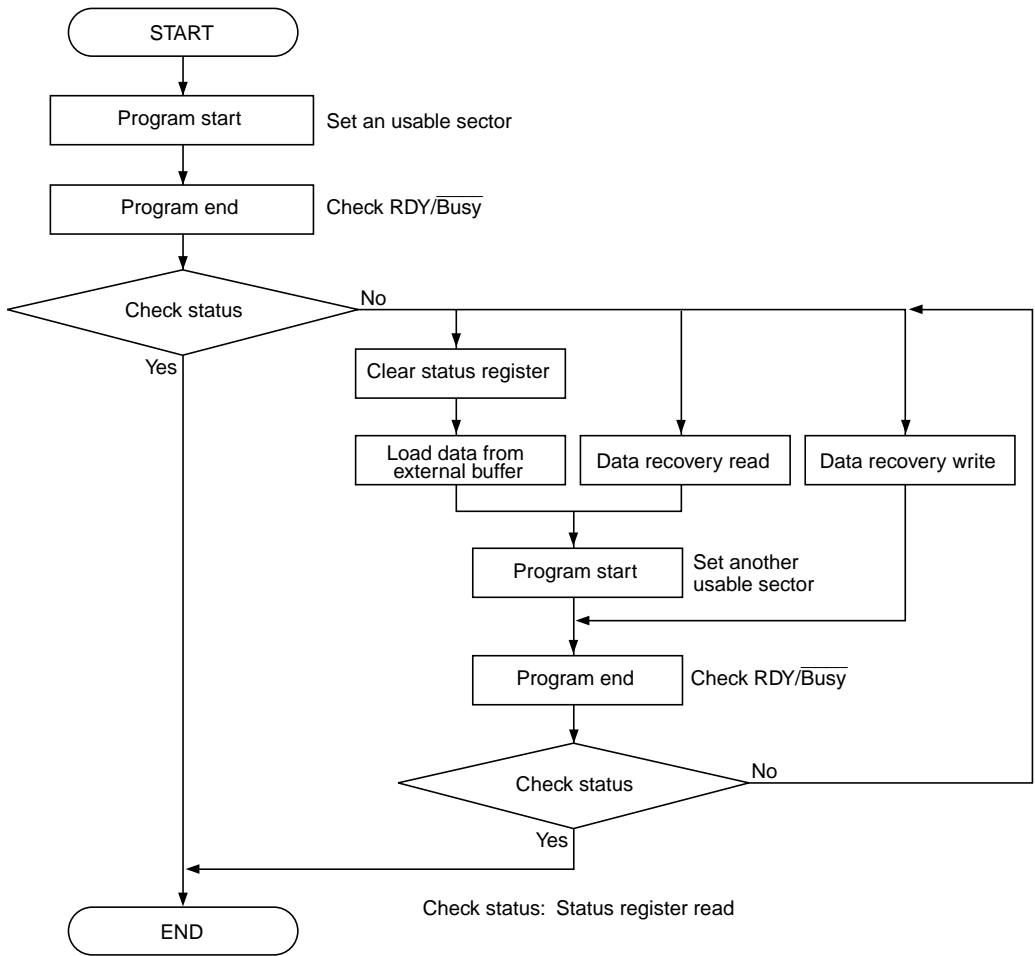 START
Program start
Set an usable sector
Program end
Check RDY/B̅u̅s̅y̅
Check status
No
Yes
Clear status register
Load data from
external buffer
Data recovery read
Data recovery write
Program start
Set another
usable sector
Program end
Check RDY/B̅u̅s̅y̅
Check status
No
Yes
Check status: Status register read
END